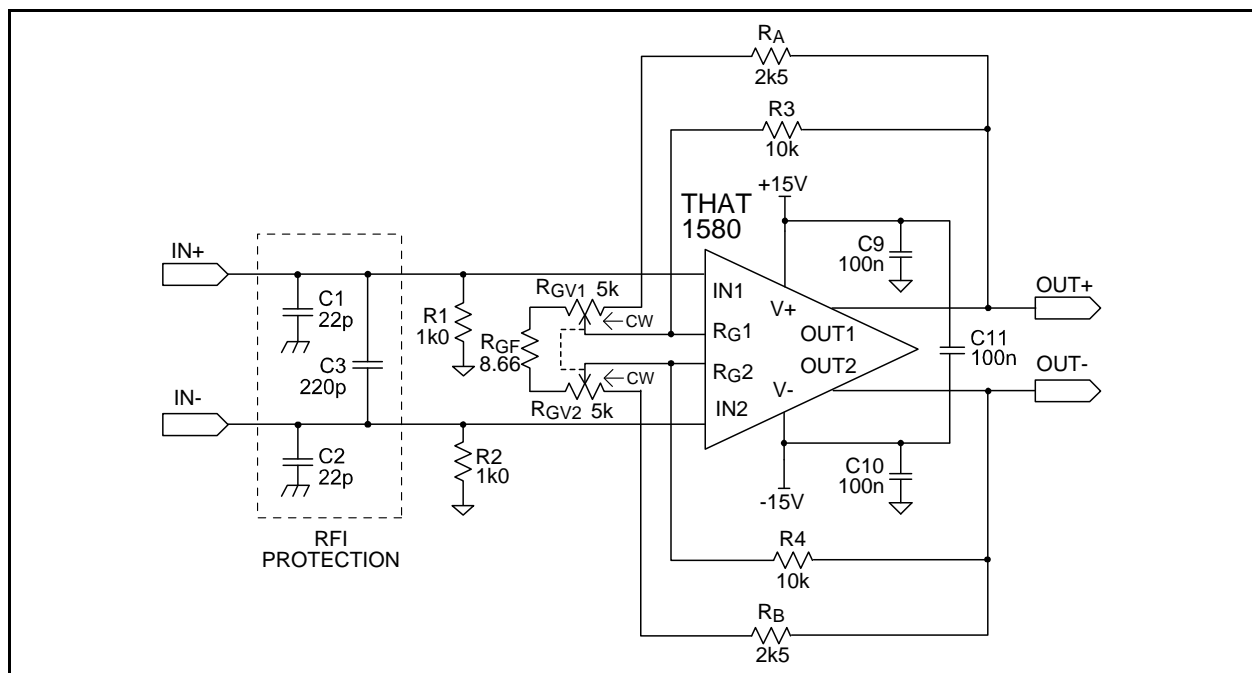 RA
2k5
R3
10k
+15V
THAT
1580
C9
100n
IN+
C1
22p
R1
1k0
C3
220p
RGV1 5k
CW
RGF
8.66
CW
RGV2 5k
IN1
RG1
RG2
IN2
V+
OUT1
OUT2
V-
C11
100n
OUT+
OUT-
IN-
C2
22p
R2
1k0
C10
100n
-15V
RFI
PROTECTION
R4
10k
RB
2k5